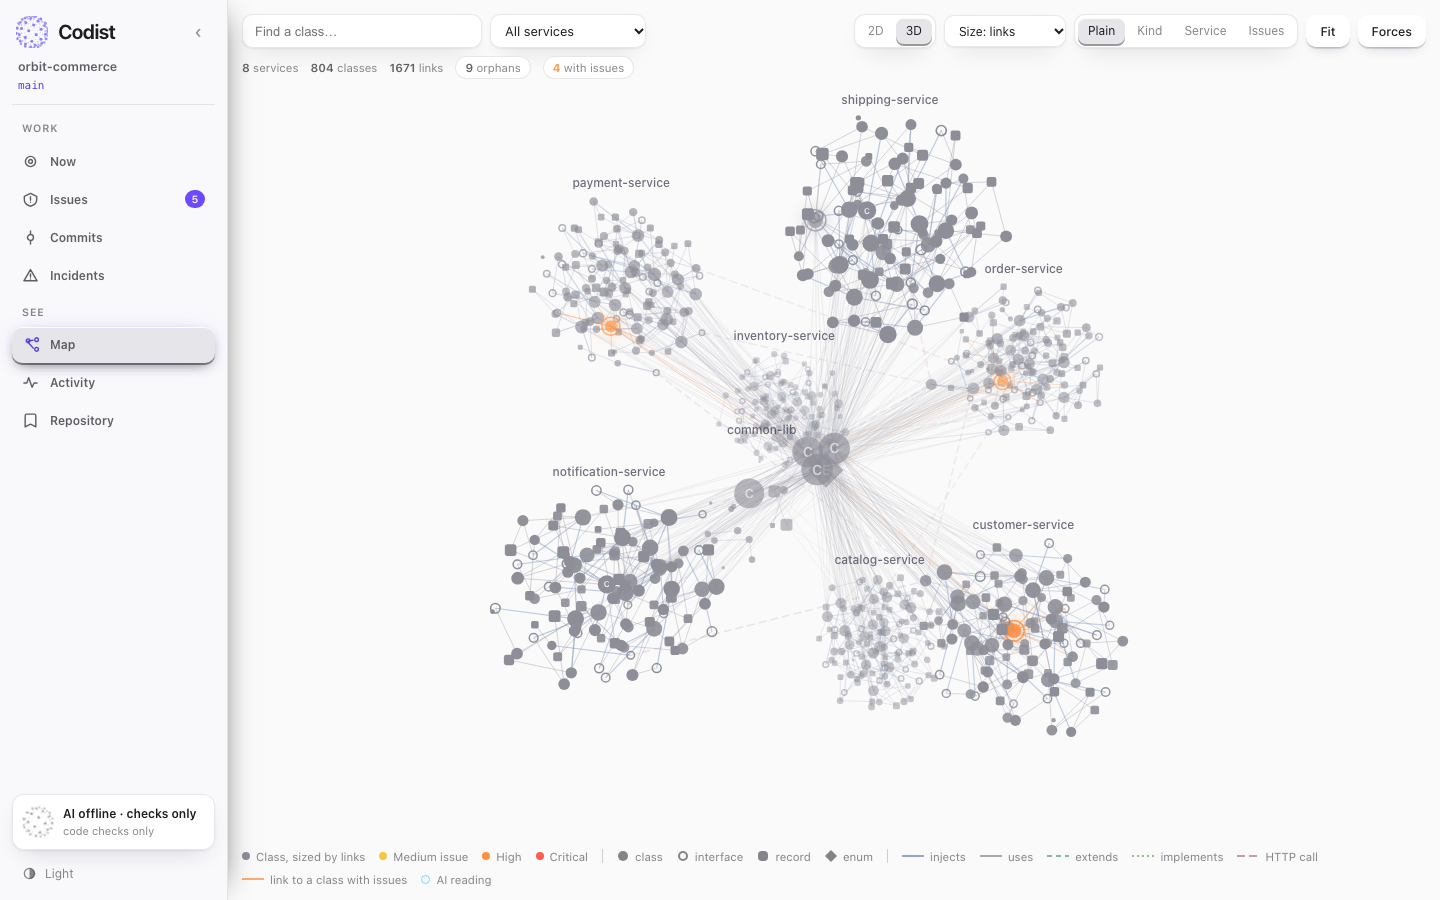 Codist
orbit-commerce
main
WORK
Now
Issues 5
Commits
Incidents
SEE
Map
Activity
Repository
AI offline · checks only
code checks only
Light
Find a class...
All services
2D 3D
Size: links
Plain Kind Service Issues
Fit
Forces
8 services 804 classes 1671 links 9 orphans 4 with issues
shipping-service
payment-service
C
order-service
inventory-service
common-lib
C C
C
notification-service
C
customer-service
catalog-service
C
Class, sized by links Medium issue High Critical class interface record enum injects uses extends implements HTTP call
link to a class with issues AI reading